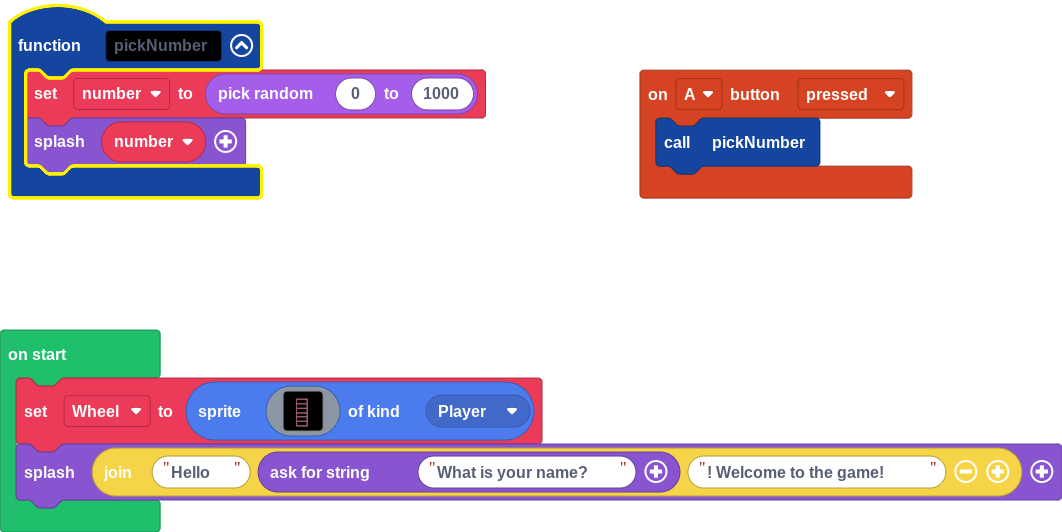 function pickNumber
set number to pick random 0 to 1000
splash number
on A button pressed
call pickNumber
on start
set Wheel to sprite of kind Player
splash join "Hello " ask for string "What is your name? " "! Welcome to the game! "